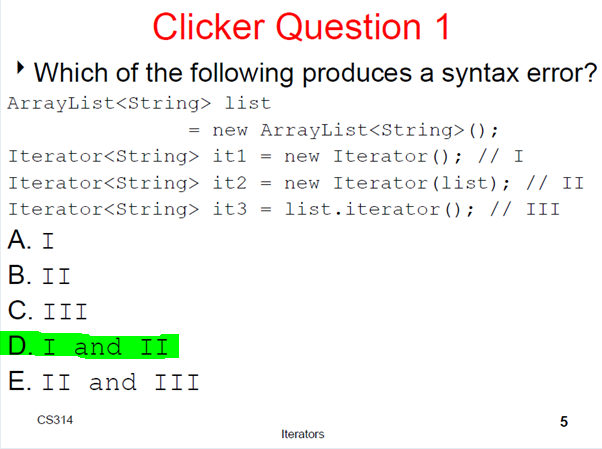 Clicker Question 1
Which of the following produces a syntax error?
ArrayList<String> list
= new ArrayList<String>();
Iterator<String> it1 = new Iterator(); // I
Iterator<String> it2 = new Iterator(list); // II
Iterator<String> it3 = list.iterator(); // III
A. I
B. II
C. III
D. I and II
E. II and III
CS314
Iterators
5